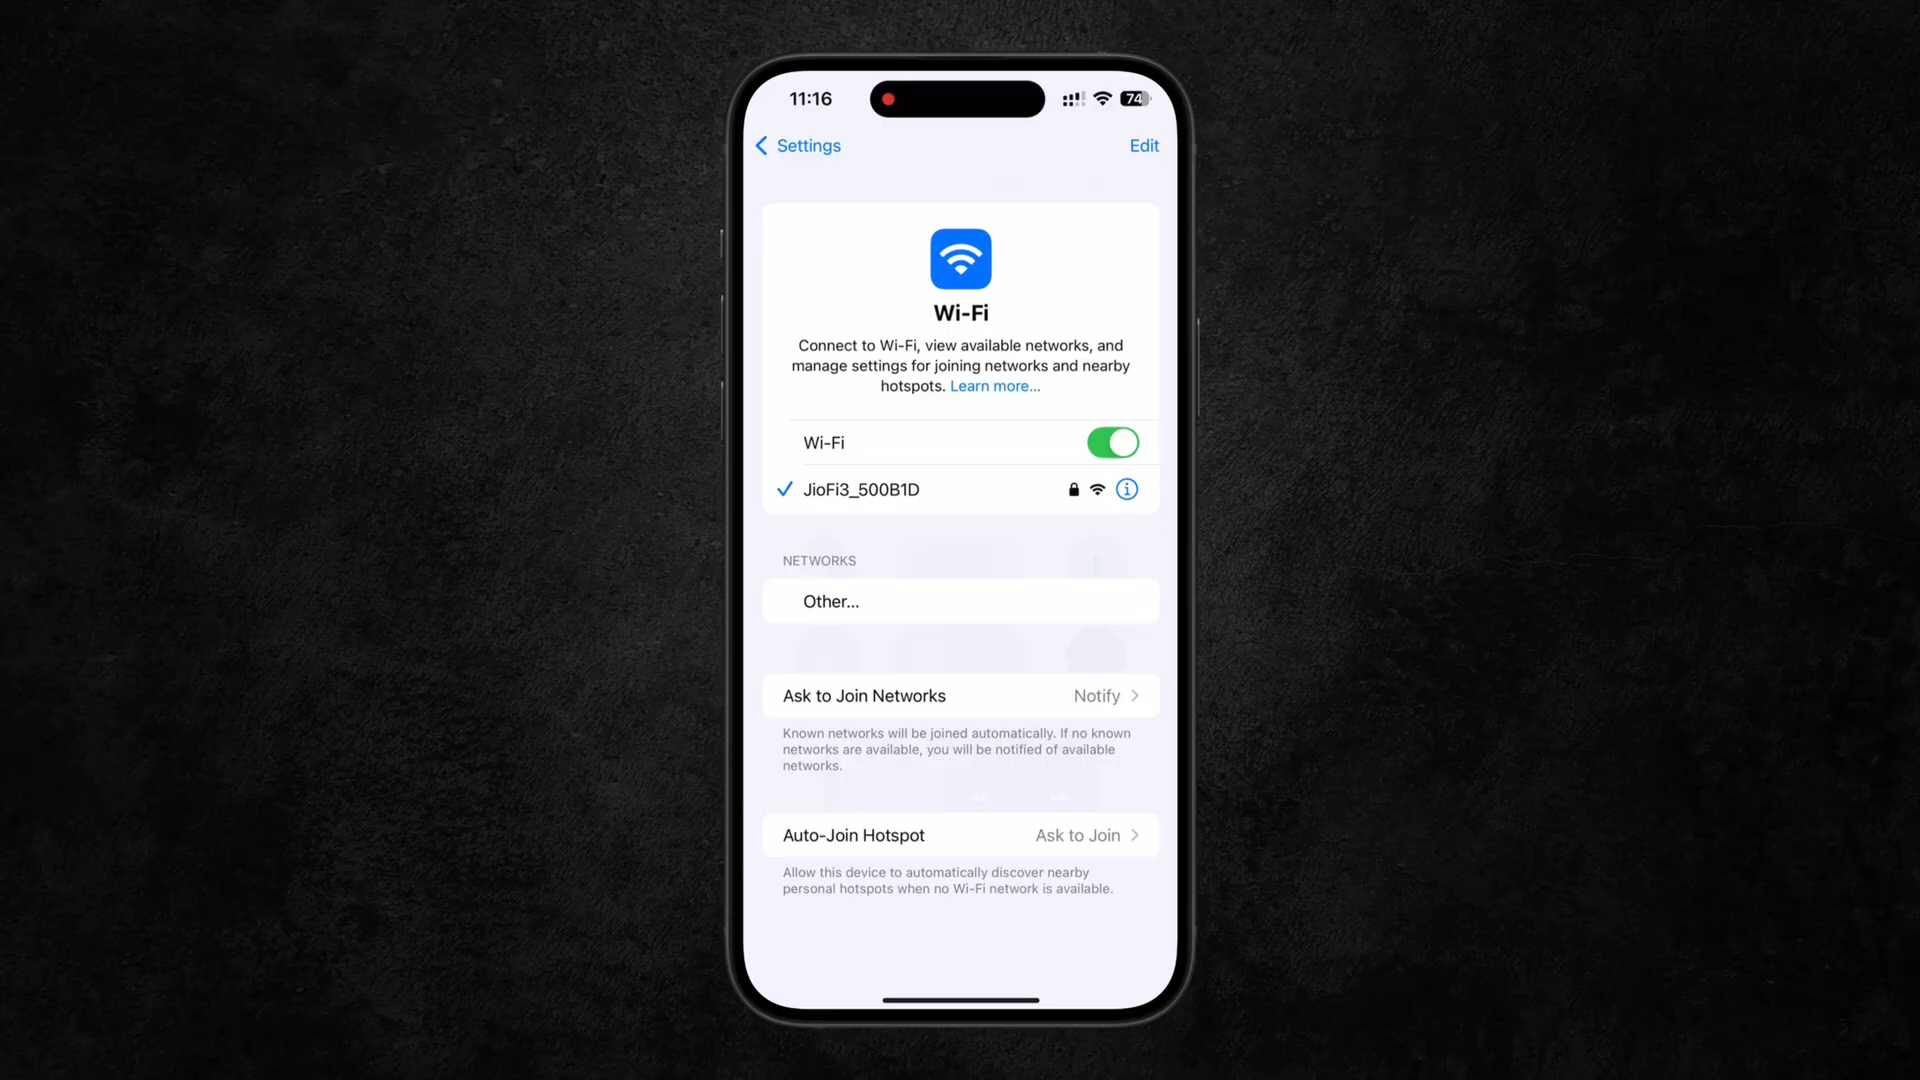 11:16
74
Settings
Edit
Wi-Fi
Connect to Wi-Fi, view available networks, and
manage settings for joining networks and nearby
hotspots. Learn more...
Wi-Fi
JioFi3_500B1D
NETWORKS
Other...
Ask to Join Networks
Notify
Known networks will be joined automatically. If no known
networks are available, you will be notified of available
networks.
Auto-Join Hotspot
Ask to Join
Allow this device to automatically discover nearby
personal hotspots when no Wi-Fi network is available.